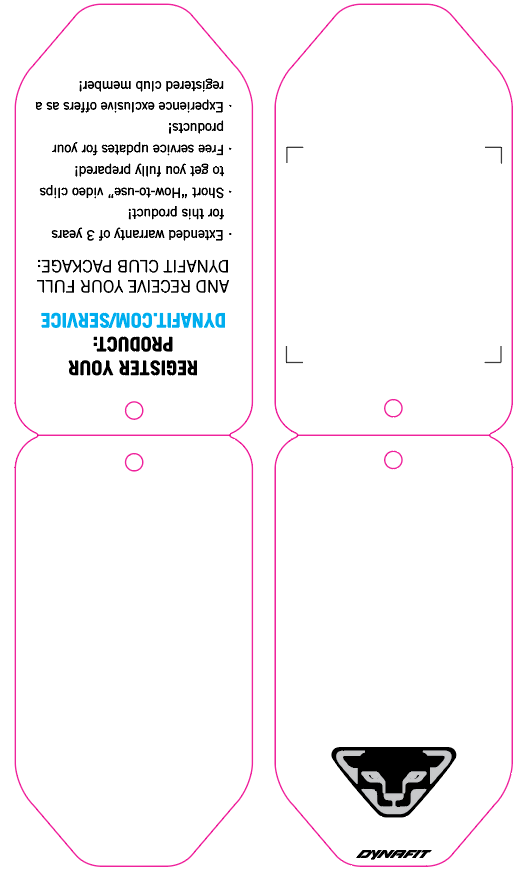 REGISTER YOUR
PRODUCT:
DYNAFIT.COM/SERVICE
AND RECEIVE YOUR FULL
DYNAFIT CLUB PACKAGE:
· Extended warranty of 3 years
for this product!
· Short “How-to-use” video clips
to get you fully prepared!
· Free service updates for your
products!
· Experience exclusive offers as a
registered club member!
DYNAFIT